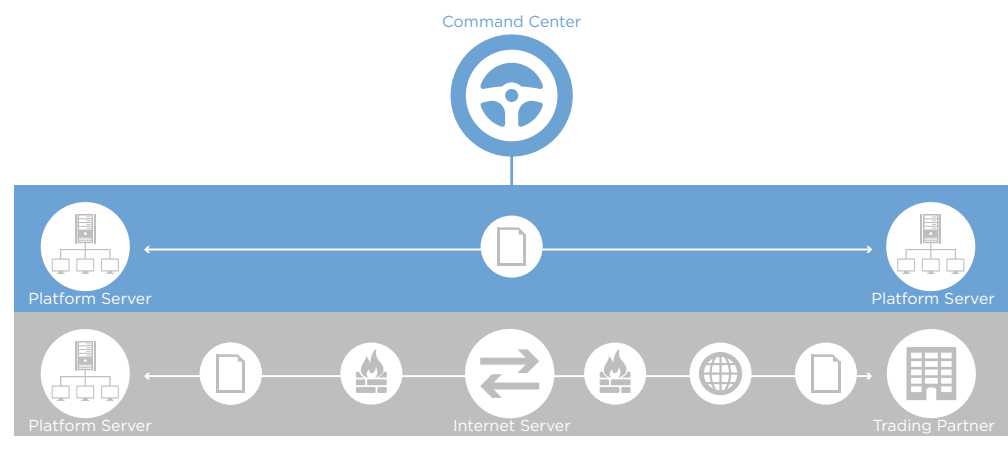 Command Center
Platform Server
Platform Server
Platform Server
Internet Server
Trading Partner